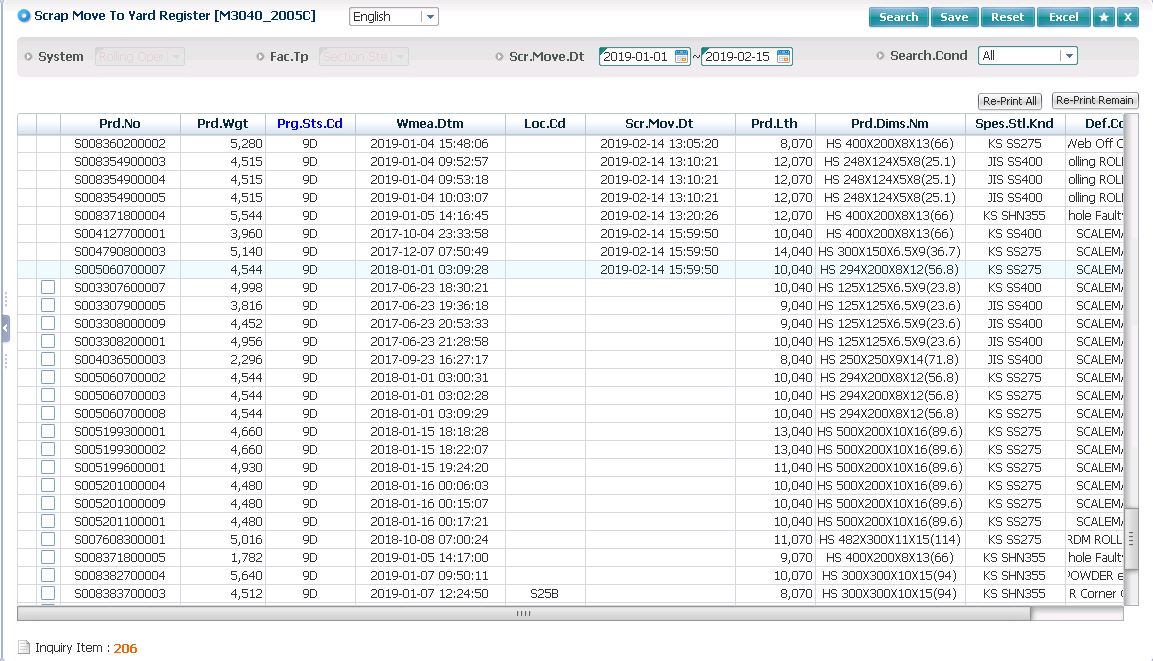 Scrap Move To Yard Register [M3040_2005C] English Search Save Reset Excel ★ X
System Rolling Oper Fac.Tp Section Ste Scr.Move.Dt 2019-01-01 ~ 2019-02-15 Search.Cond All
Re-Print All Re-Print Remain
Prd.No Prd.Wgt Prg.Sts.Cd Wmea.Dtm Loc.Cd Scr.Mov.Dt Prd.Lth Prd.Dims.Nm Spes.Stl.Knd Def.Cd
S008360200002 5,280 9D 2019-01-04 15:48:06 2019-02-14 13:05:20 8,070 HS 400X200X8X13(66) KS SS275 Web Off C
S008354900003 4,515 9D 2019-01-04 09:52:57 2019-02-14 13:10:21 12,070 HS 248X124X5X8(25.1) JIS SS400 olling ROLL
S008354900004 4,515 9D 2019-01-04 09:53:18 2019-02-14 13:10:21 12,070 HS 248X124X5X8(25.1) JIS SS400 olling ROLL
S008354900005 4,515 9D 2019-01-04 10:03:07 2019-02-14 13:10:21 12,070 HS 248X124X5X8(25.1) JIS SS400 olling ROLL
S008371800004 5,544 9D 2019-01-05 14:16:45 2019-02-14 13:20:26 12,070 HS 400X200X8X13(66) KS SHN355 hole Fault
S004127700001 3,960 9D 2017-10-04 23:33:58 2019-02-14 15:59:50 10,040 HS 400X200X8X13(66) KS SS400 SCALEMA
S004790800003 5,140 9D 2017-12-07 07:50:49 2019-02-14 15:59:50 14,040 HS 300X150X6.5X9(36.7) KS SS275 SCALEMA
S005060700007 4,544 9D 2018-01-01 03:09:28 2019-02-14 15:59:50 10,040 HS 294X200X8X12(56.8) KS SS275 SCALEMA
S003307600007 4,998 9D 2017-06-23 18:30:21 10,040 HS 125X125X6.5X9(23.8) KS SS400 SCALEMA
S003307900005 3,816 9D 2017-06-23 19:36:18 9,040 HS 125X125X6.5X9(23.6) JIS SS400 SCALEMA
S003308000009 4,452 9D 2017-06-23 20:53:33 9,040 HS 125X125X6.5X9(23.6) JIS SS400 SCALEMA
S003308200001 4,956 9D 2017-06-23 21:28:58 10,040 HS 125X125X6.5X9(23.6) JIS SS400 SCALEMA
S004036500003 2,296 9D 2017-09-23 16:27:17 8,040 HS 250X250X9X14(71.8) JIS SS400 SCALEMA
S005060700002 4,544 9D 2018-01-01 03:00:31 10,040 HS 294X200X8X12(56.8) KS SS275 SCALEMA
S005060700003 4,544 9D 2018-01-01 03:02:28 10,040 HS 294X200X8X12(56.8) KS SS275 SCALEMA
S005060700008 4,544 9D 2018-01-01 03:09:29 10,040 HS 294X200X8X12(56.8) KS SS275 SCALEMA
S005199300001 4,660 9D 2018-01-15 18:18:28 13,040 HS 500X200X10X16(89.6) KS SS275 SCALEMA
S005199300002 4,660 9D 2018-01-15 18:22:07 13,040 HS 500X200X10X16(89.6) KS SS275 SCALEMA
S005199600001 4,930 9D 2018-01-15 19:24:20 11,040 HS 500X200X10X16(89.6) KS SS275 SCALEMA
S005201000004 4,480 9D 2018-01-16 00:06:03 10,040 HS 500X200X10X16(89.6) KS SS275 SCALEMA
S005201000009 4,480 9D 2018-01-16 00:15:07 10,040 HS 500X200X10X16(89.6) KS SS275 SCALEMA
S005201100001 4,480 9D 2018-01-16 00:17:21 10,040 HS 500X200X10X16(89.6) KS SS275 SCALEMA
S007608300001 5,016 9D 2018-10-08 07:00:24 11,070 HS 482X300X11X15(114) KS SS275 RDM ROLL
S008371800005 1,782 9D 2019-01-05 14:17:00 9,070 HS 400X200X8X13(66) KS SHN355 hole Fault
S008382700004 5,640 9D 2019-01-07 09:50:11 10,070 HS 300X300X10X15(94) KS SHN355 POWDER e
S008383700003 4,512 9D 2019-01-07 12:24:50 S25B 8,070 HS 300X300X10X15(94) KS SHN355 R Corner C
Inquiry Item : 206